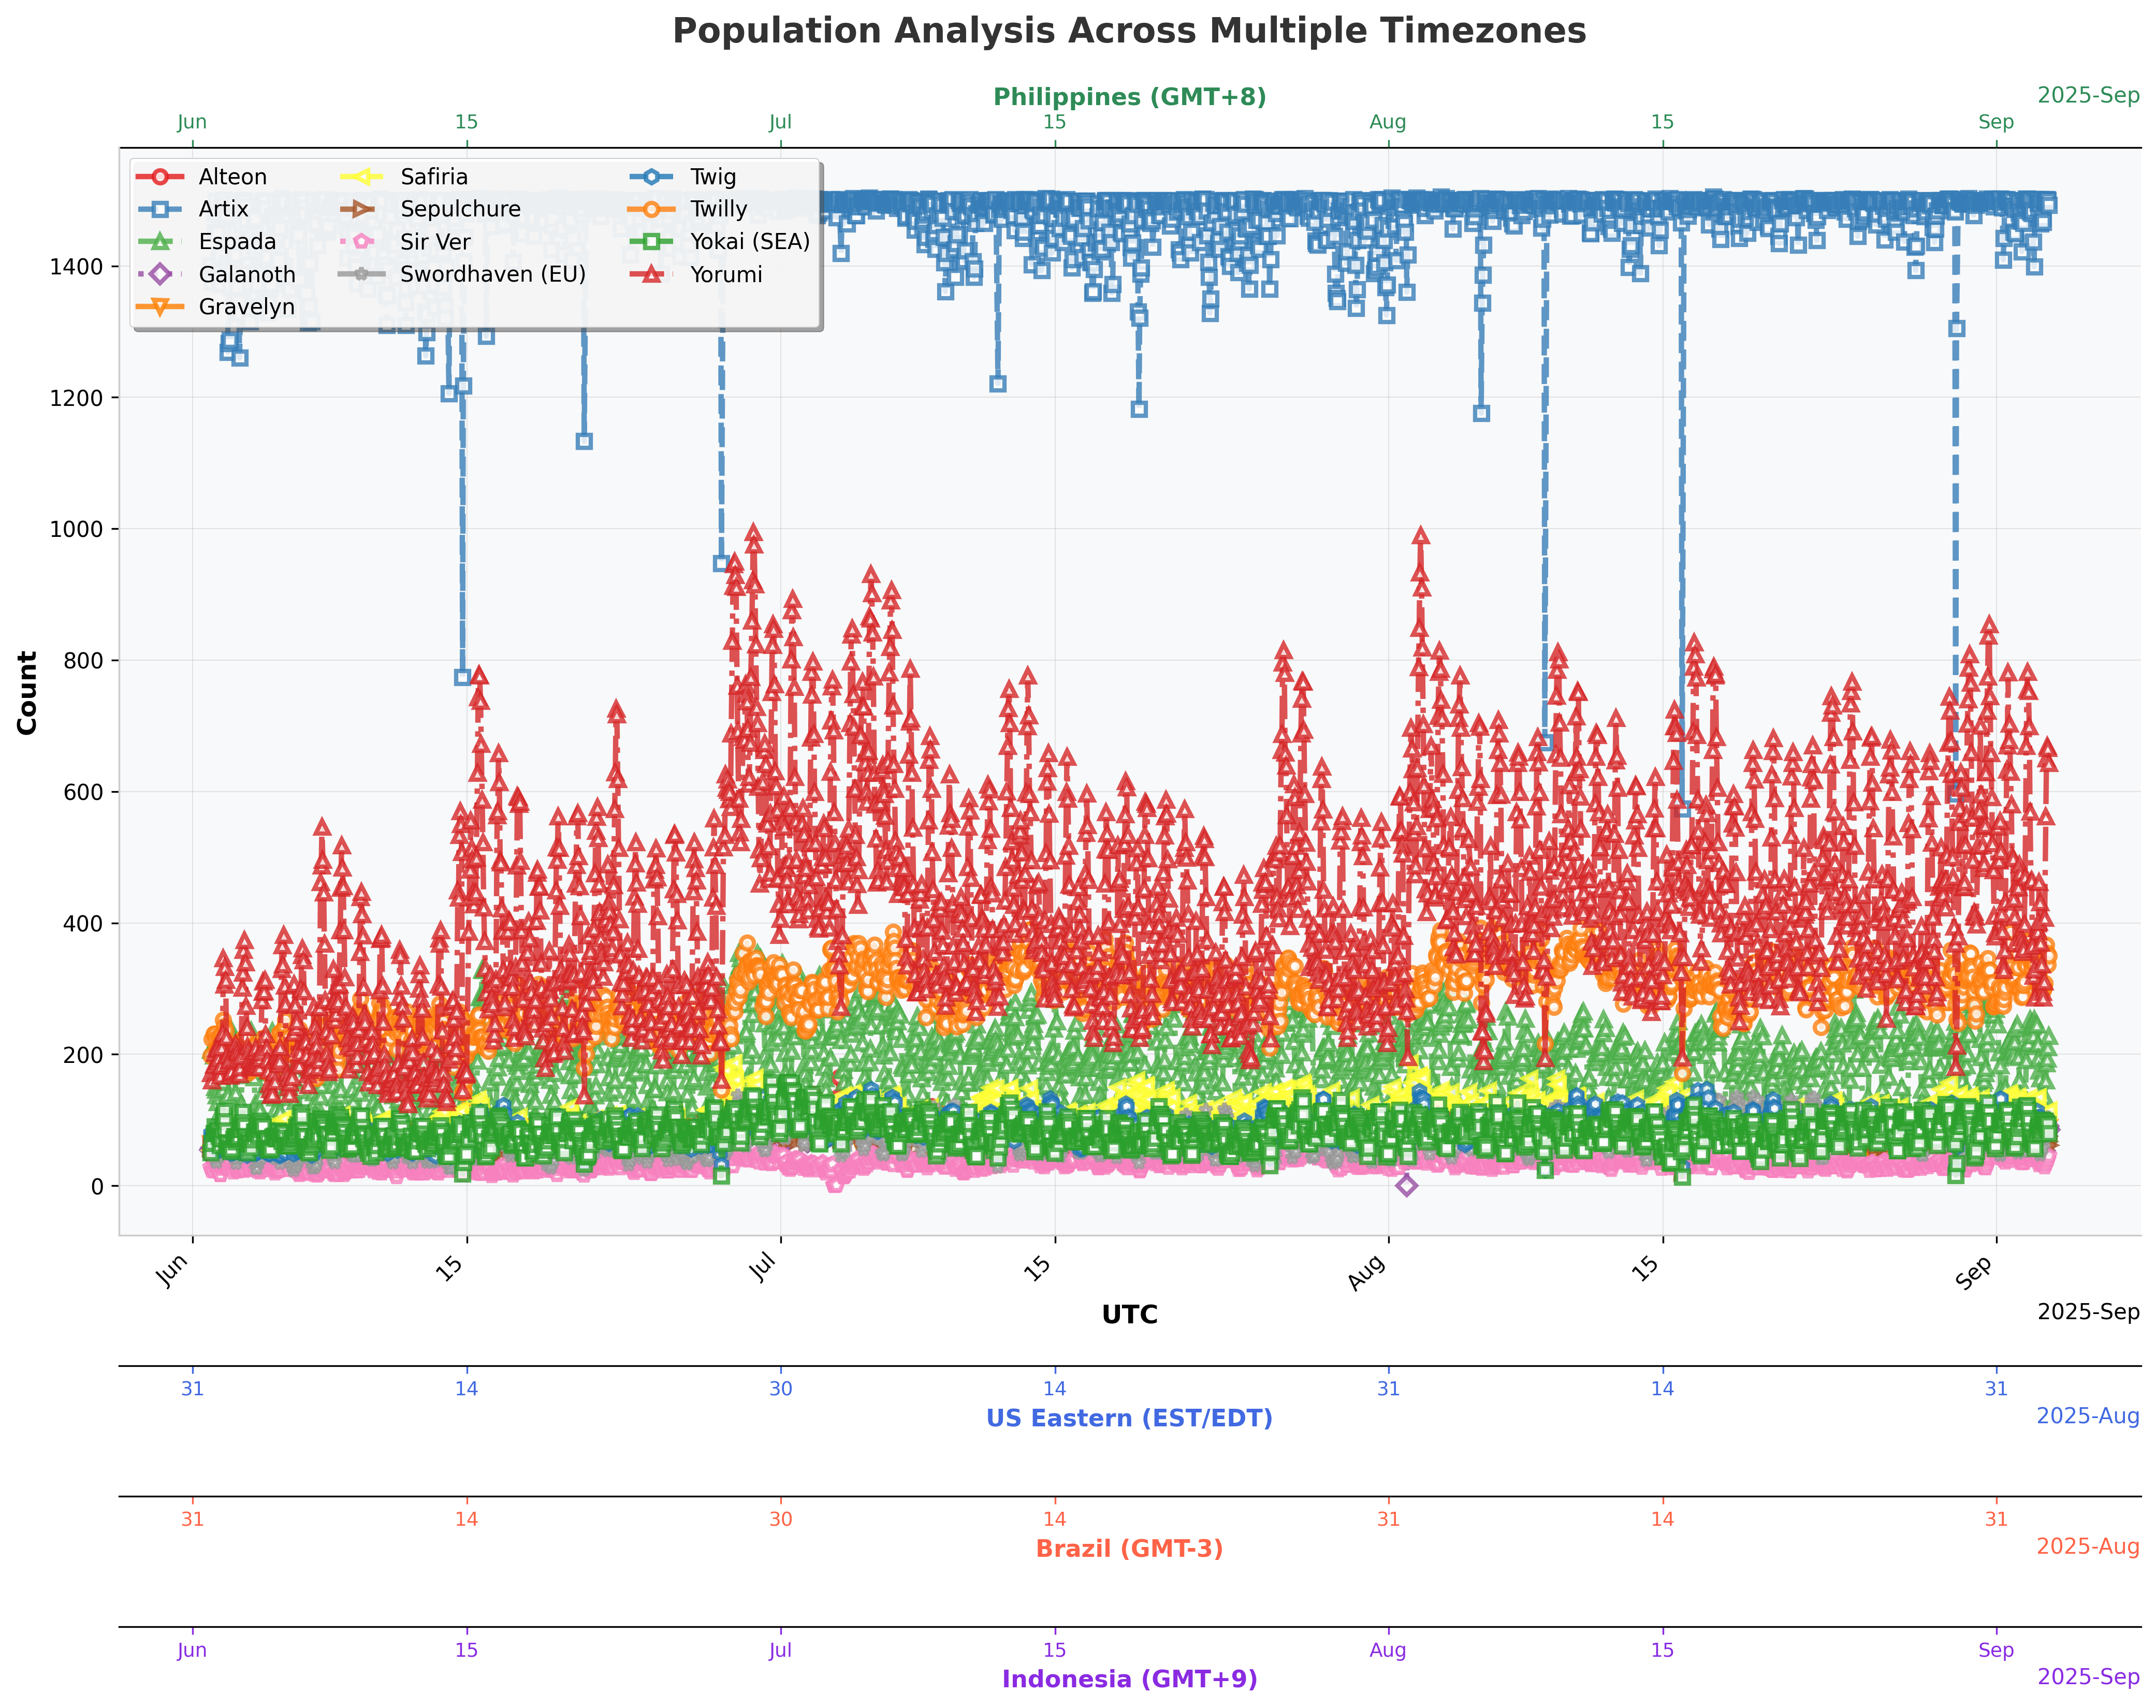 Population Analysis Across Multiple Timezones
Philippines (GMT+8)
2025-Sep
Jun 15 Jul 15 Aug 15 Sep
Alteon Safiria Twig
Artix Sepulchure Twilly
Espada Sir Ver Yokai (SEA)
Galanoth Swordhaven (EU) Yorumi
Gravelyn
Count
1400
1200
1000
800
600
400
200
0
Jun 15 Jul 15 Aug 15 Sep
UTC
2025-Sep
31 14 30 14 31 14 31
US Eastern (EST/EDT)
2025-Aug
31 14 30 14 31 14 31
Brazil (GMT-3)
2025-Aug
Jun 15 Jul 15 Aug 15 Sep
Indonesia (GMT+9)
2025-Sep